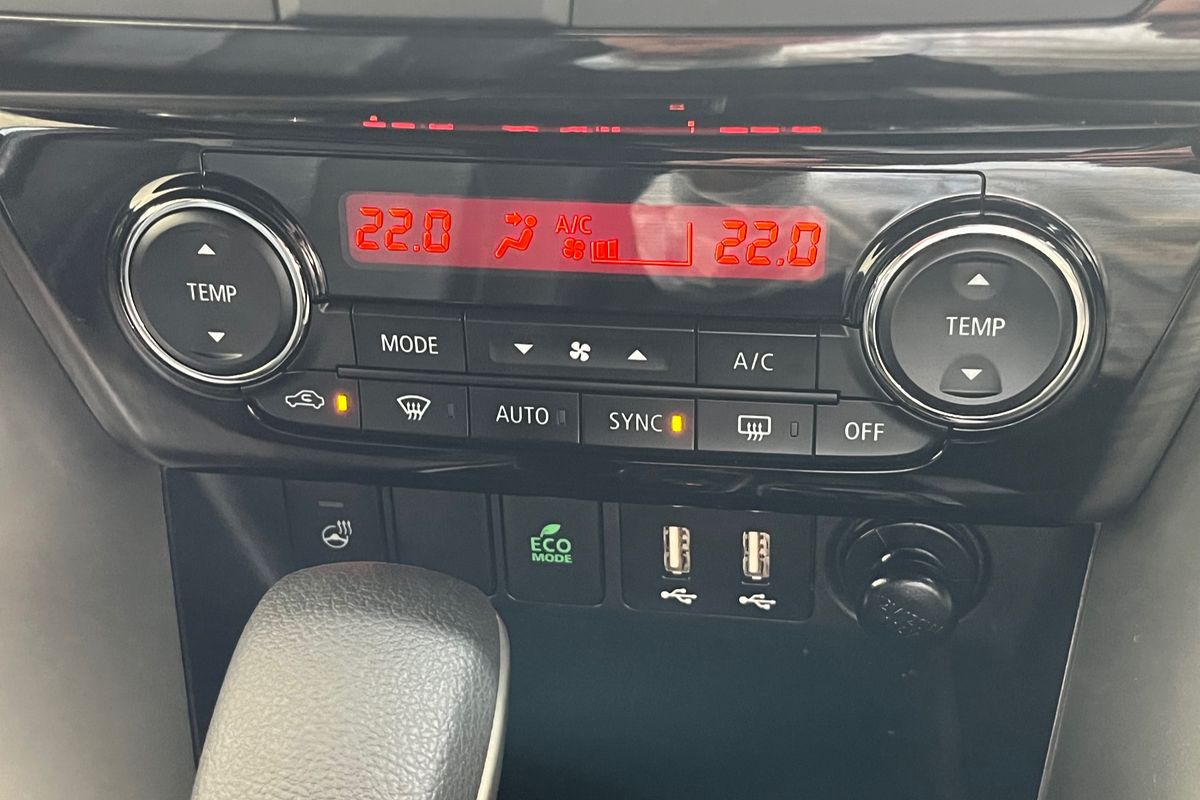 22.0 A/C 22.0
TEMP
TEMP
MODE
A/C
AUTO
SYNC
OFF
ECO
MODE